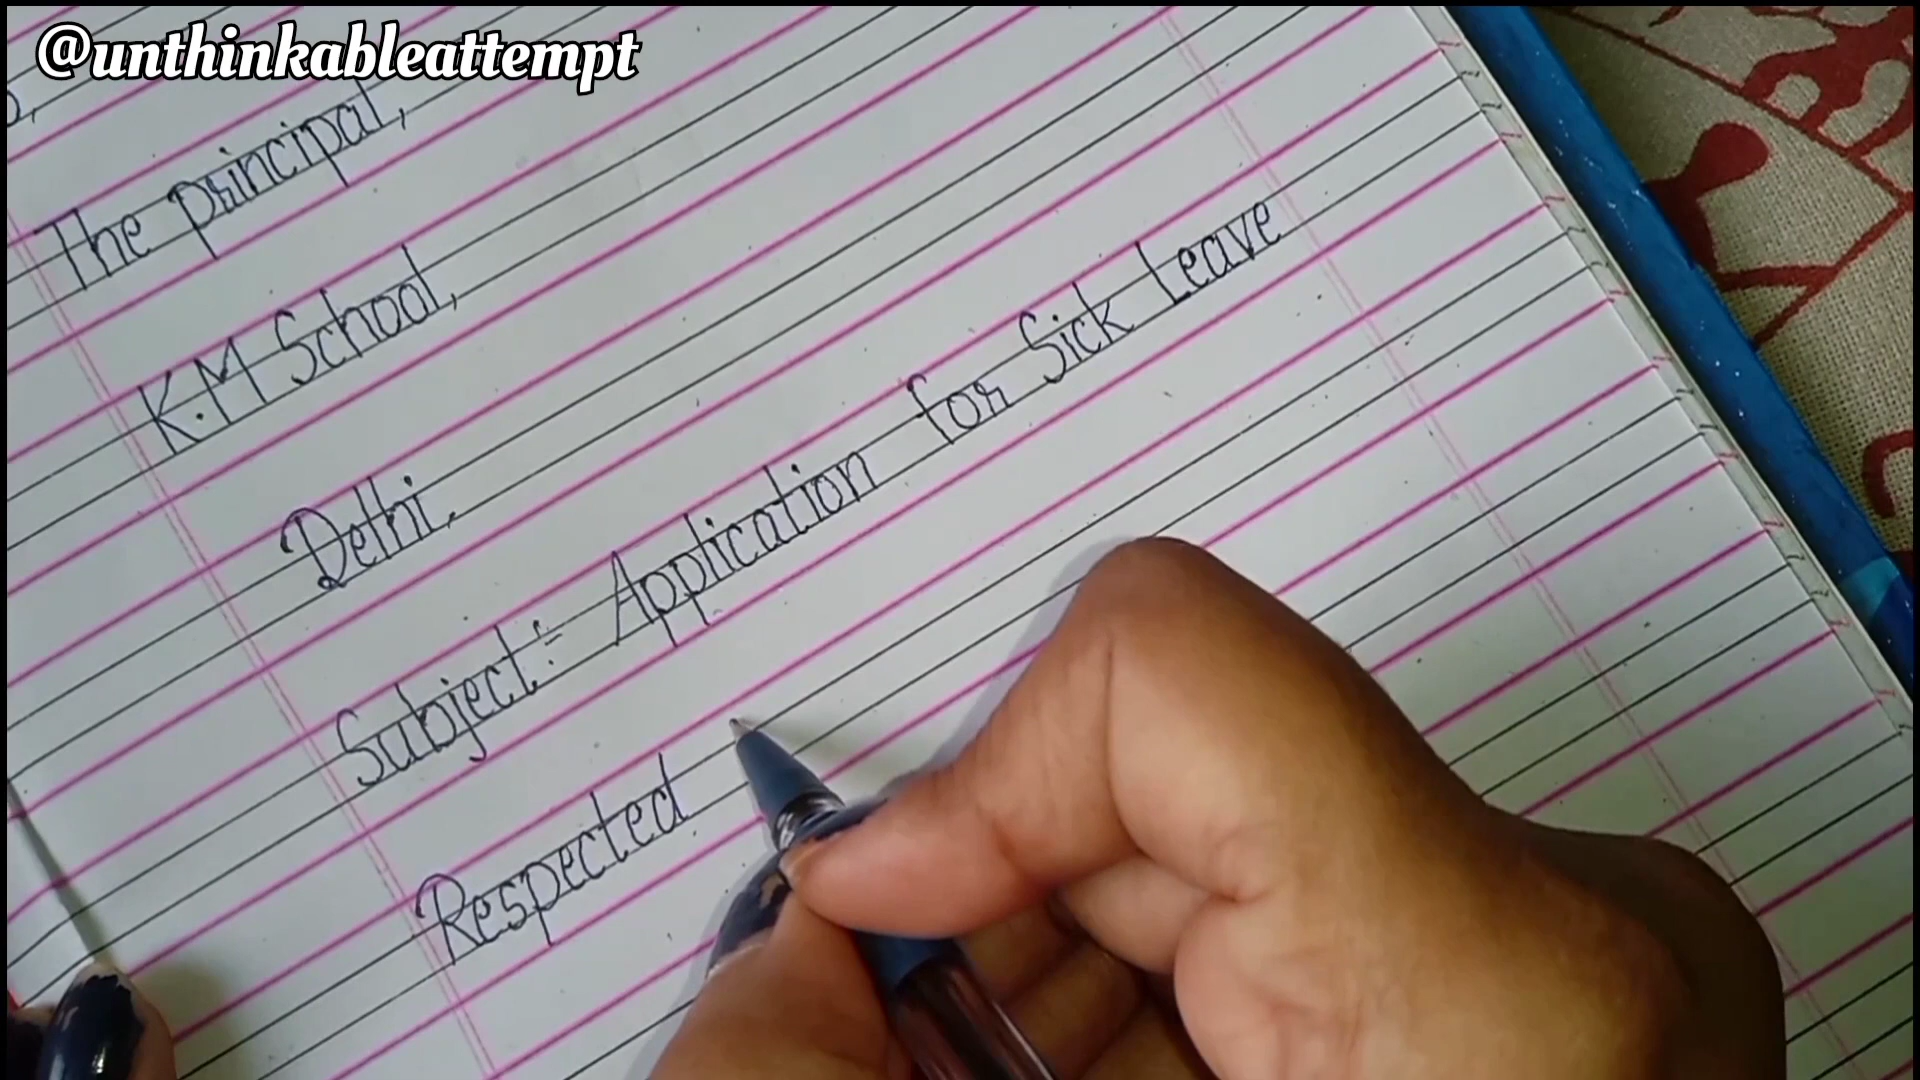 @unthinkableattempt
The principal,
K.M School,
Delhi,
Subject:- Application for Sick Leave
Respected